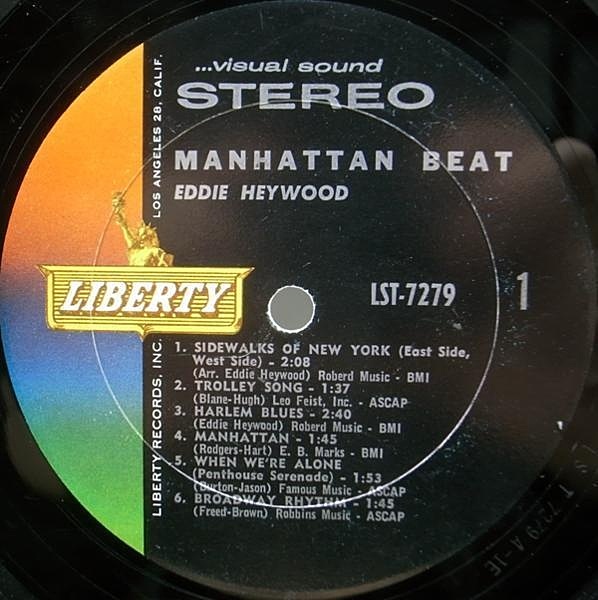 ...visual sound
STEREO
MANHATTAN BEAT
EDDIE HEYWOOD
LIBERTY
LST-7279
1
1. SIDEWALKS OF NEW YORK (East Side,
West Side) - 2:08
(Arr. Eddie Heywood) Roberd Music - BMI
2. TROLLEY SONG - 1:37
(Blane-Hugh) Leo Feist, Inc. - ASCAP
3. HARLEM BLUES - 2:40
(Eddie Heywood) Roberd Music - BMI
4. MANHATTAN - 1:45
(Rodgers-Hart) E. B. Marks - BMI
5. WHEN WE'RE ALONE
(Penthouse Serenade) - 1:53
(Burton-Jason) Famous Music - ASCAP
6. BROADWAY RHYTHM - 1:45
(Freed-Brown) Robbins Music - ASCAP
LIBERTY RECORDS, INC.
LOS ANGELES 28, CALIF.